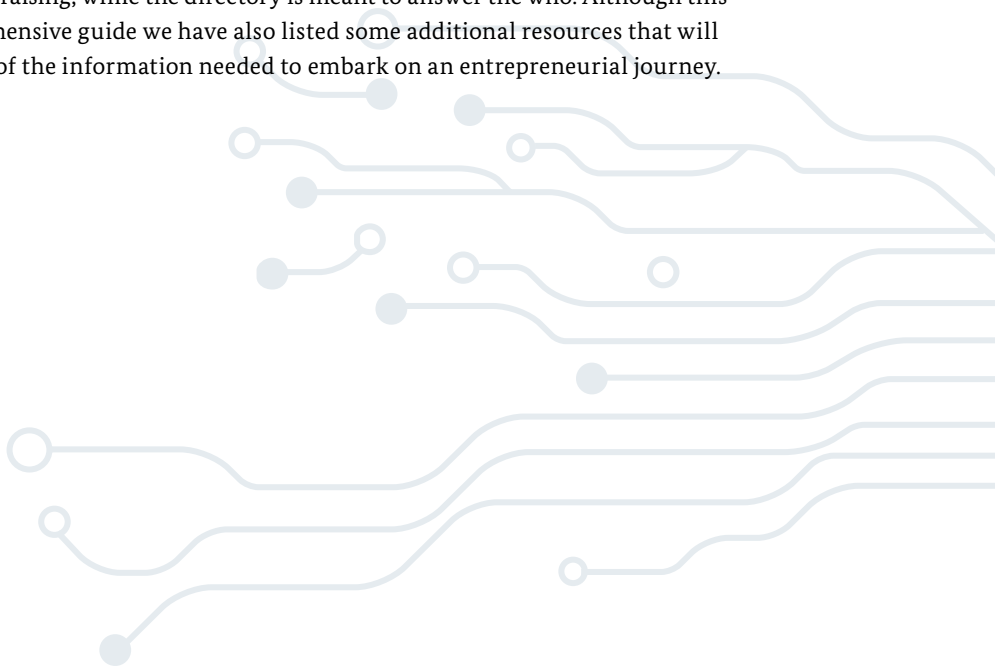 raising, while the directory is meant to answer the who. Although this
hensive guide we have also listed some additional resources that will
of the information needed to embark on an entrepreneurial journey.